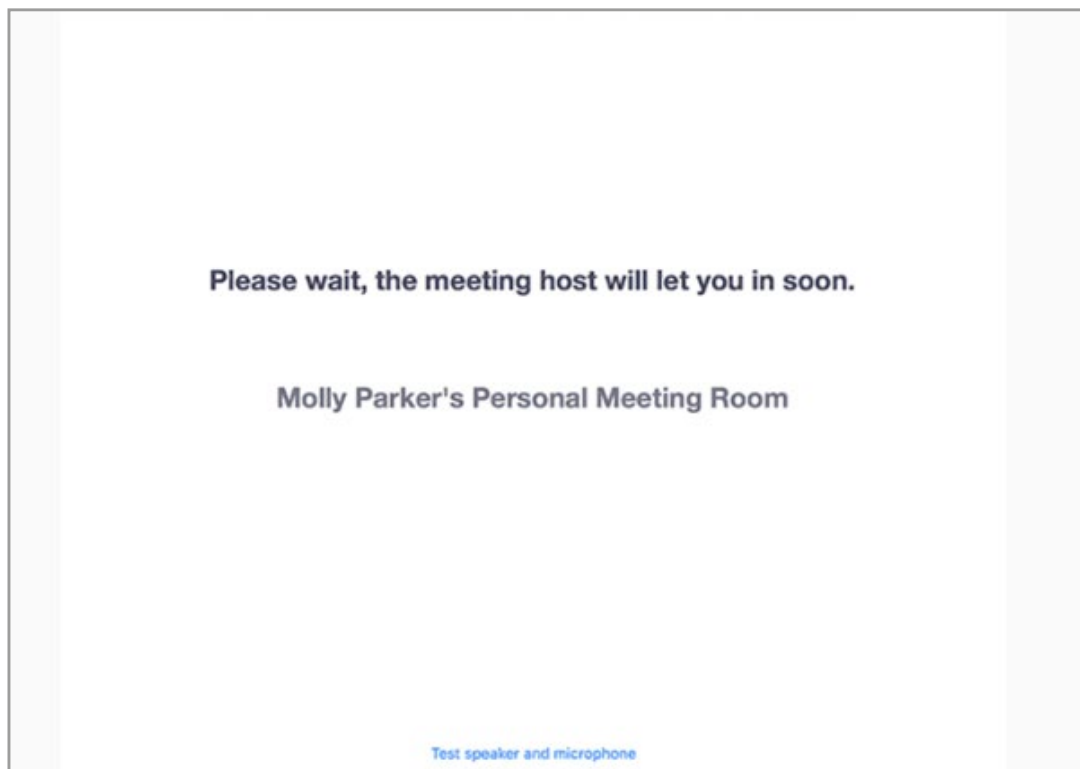 Please wait, the meeting host will let you in soon.
Molly Parker's Personal Meeting Room
Test speaker and microphone